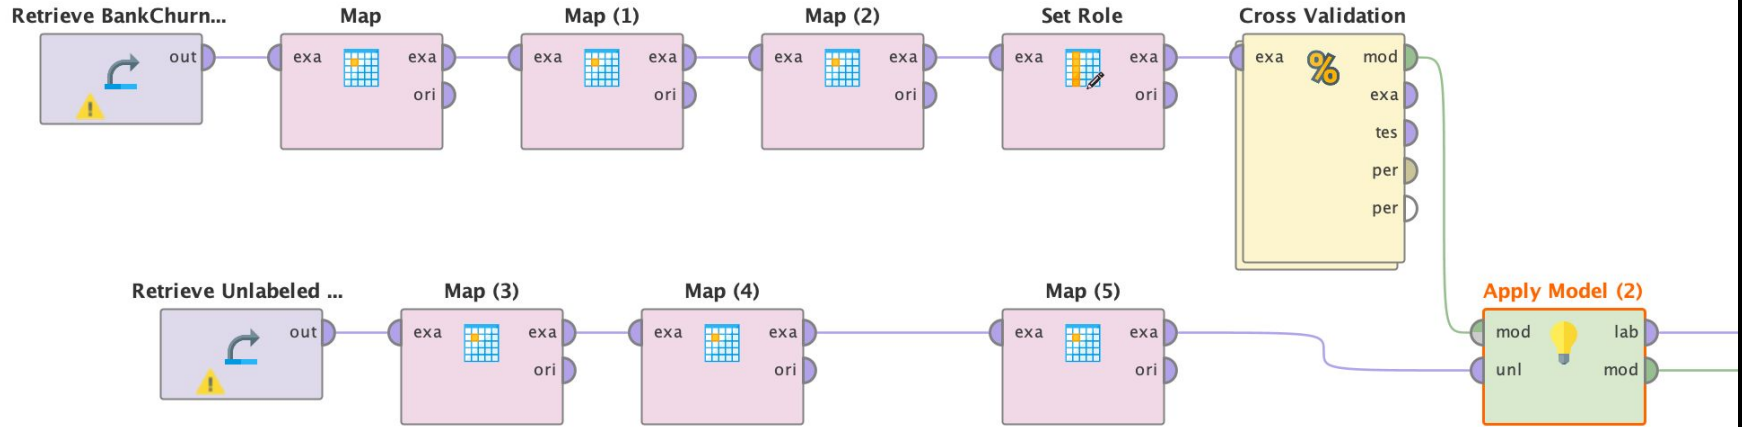 Retrieve BankChurn... Map Map (1) Map (2) Set Role Cross Validation
out exa exa exa exa exa exa exa exa exa mod
ori ori ori ori exa
tes
per
per
Retrieve Unlabeled ... Map (3) Map (4) Map (5) Apply Model (2)
out exa exa exa exa exa exa mod lab
ori ori ori unl mod